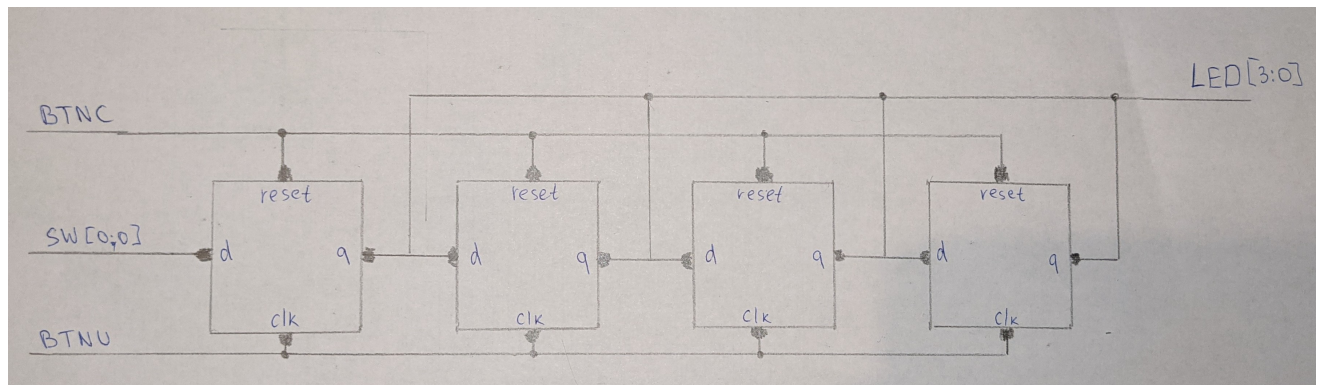 LED[3:0]
BTNC
reset reset reset reset
SW[0:0]
d q d q d q d q
clk clk clk clk
BTNU